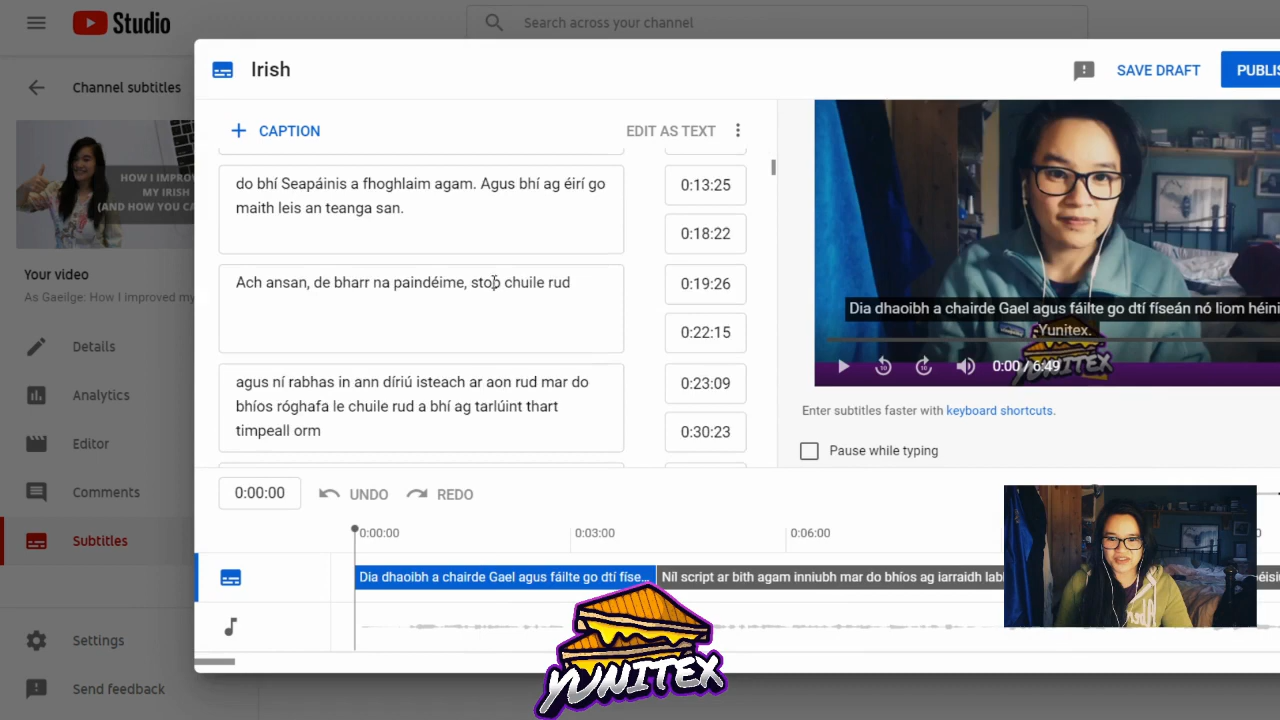 Studio
Search across your channel
Channel subtitles
Irish
SAVE DRAFT
PUBLIS
CAPTION
EDIT AS TEXT
do bhí Seapáinis a fhoghlaim agam. Agus bhí ag éirí go
maith leis an teanga san.
0:13:25
0:18:22
Ach ansan, de bharr na paindéime, stop chuile rud
0:19:26
0:22:15
agus ní rabhas in ann díriú isteach ar aon rud mar do
bhíos róghafa le chuile rud a bhí ag tarlúint thart
timpeall orm
0:23:09
0:30:23
HOW I IMPROV
MY IRISH
(AND HOW YOU CA
Your video
As Gaeilge: How I improved my
Details
Analytics
Editor
Comments
Subtitles
Settings
Send feedback
Dia dhaoibh a chairde Gael agus fáilte go dtí físeán nó liom héini
Yunitex.
YUNITEX
0:00 / 6:49
Enter subtitles faster with keyboard shortcuts.
Pause while typing
0:00:00
UNDO
REDO
0:00:00
0:03:00
0:06:00
Dia dhaoibh a chairde Gael agus fáilte go dtí físe...
Níl script ar bith agam inniubh mar do bhíos ag iarraidh lab
YUNITEX